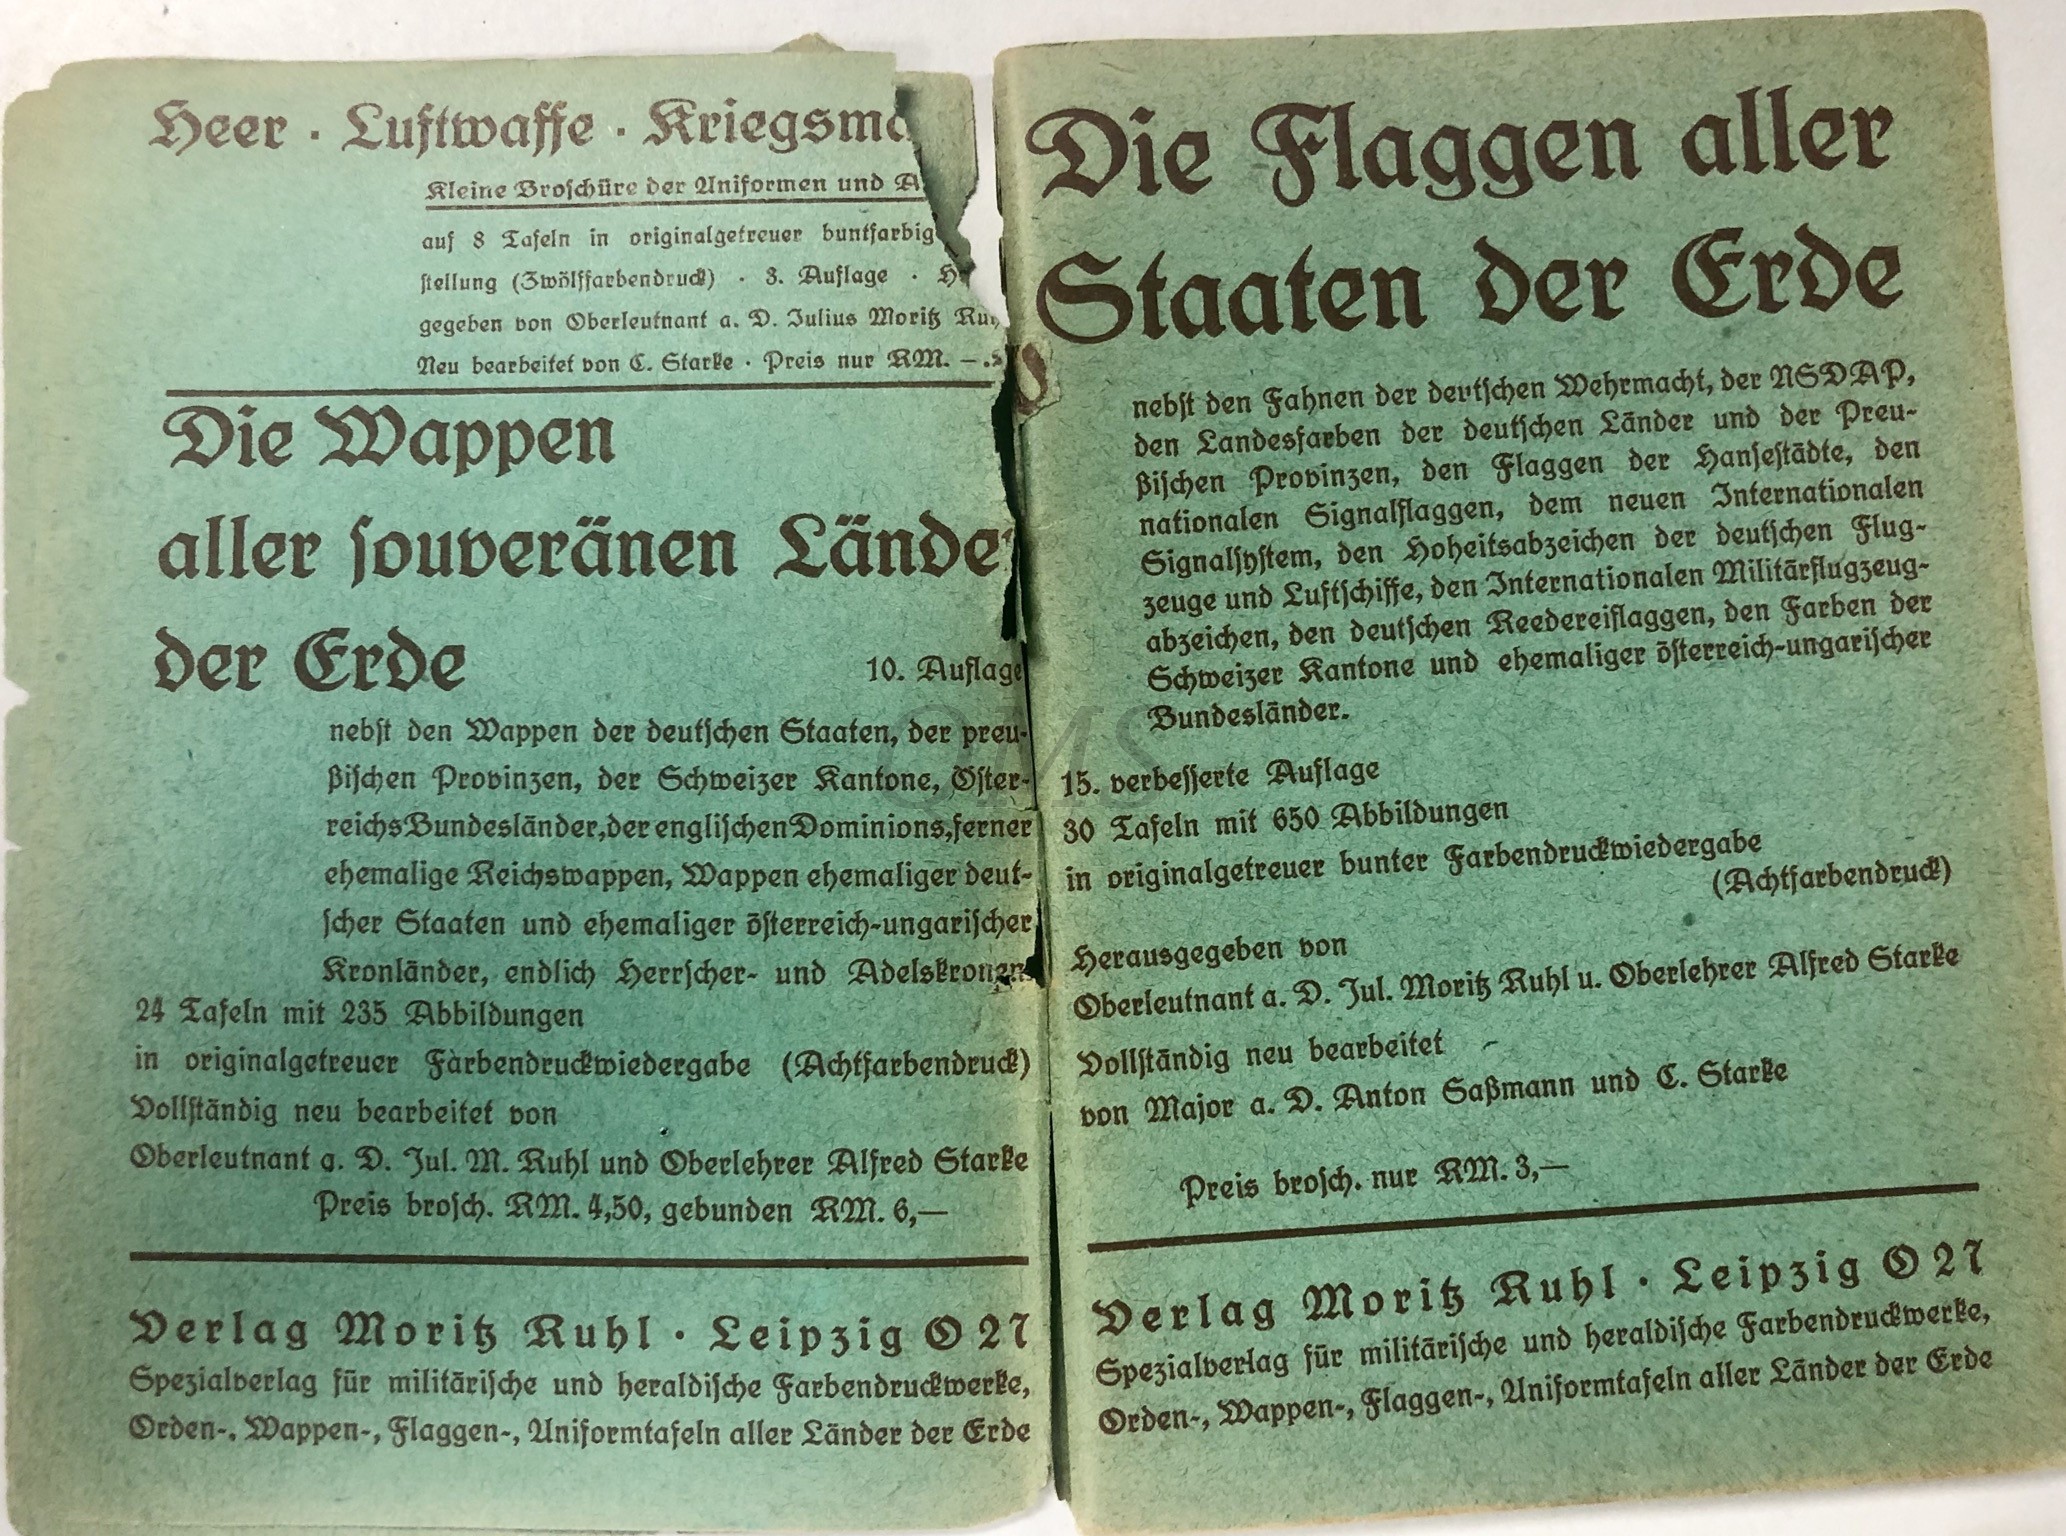 Heer · Luftwaffe ·
Kleine Broschüre der Uniformen und
auf 8 Tafeln in originalgetreuer
stellung (Zwölffarbendruck) · 3. Auflage ·
gegeben von Oberleutnant a. D. Julius Moritz
Neu bearbeitet von C. Starke · Preis nur RM.
Die Wappen
aller souveränen
der Erde
10. Auflage
nebst den Wappen der deutschen Staaten, der preu-
ßischen Provinzen, der Schweizer Kantone, Öster-
reichs Bundesländer, der englischen Dominions, ferner
ehemalige Reichswappen, Wappen ehemaliger deut-
scher Staaten und ehemaliger österreich-ungarischer
Kronländer, endlich Herrscher- und Adelskronen
24 Tafeln mit 235 Abbildungen
in originalgetreuer Farbendruckwiedergabe (Achtfarbendruck)
Vollständig neu bearbeitet von
Oberleutnant a. D. Jul. M. Ruhl und Oberlehrer Alfred Starke
Preis brosch. RM. 4,50, gebunden RM. 6,—
Verlag Moritz Ruhl · Leipzig O 27
Spezialverlag für militärische und heraldische Farbendruckwerke,
Orden-, Wappen-, Flaggen-, Uniformtafeln aller Länder der Erde
Die Flaggen aller
Staaten der Erde
nebst den Fahnen der deutschen Wehrmacht, der NSDAP,
den Landesfarben der deutschen Länder und der Preu-
ßischen Provinzen, den Flaggen der Hansestädte, den
nationalen Signalflaggen, dem neuen Internationalen
Signalsystem, den Hoheitsabzeichen der deutschen Flug-
zeuge und Luftschiffe, den Internationalen Militärflugzeug-
abzeichen, den deutschen Reedereiflaggen, den Farben der
Schweizer Kantone und ehemaliger österreich-ungarischer
Bundesländer.
15. verbesserte Auflage
30 Tafeln mit 650 Abbildungen
in originalgetreuer bunter Farbendruckwiedergabe
(Achtfarbendruck)
Herausgegeben von
Oberleutnant a. D. Jul. Moritz Ruhl u. Oberlehrer Alfred Starke
Vollständig neu bearbeitet
von Major a. D. Anton Saßmann und C. Starke
Preis brosch. nur RM. 3,—
Verlag Moritz Ruhl · Leipzig O 27
Spezialverlag für militärische und heraldische Farbendruckwerke,
Orden-, Wappen-, Flaggen-, Uniformtafeln aller Länder der Erde